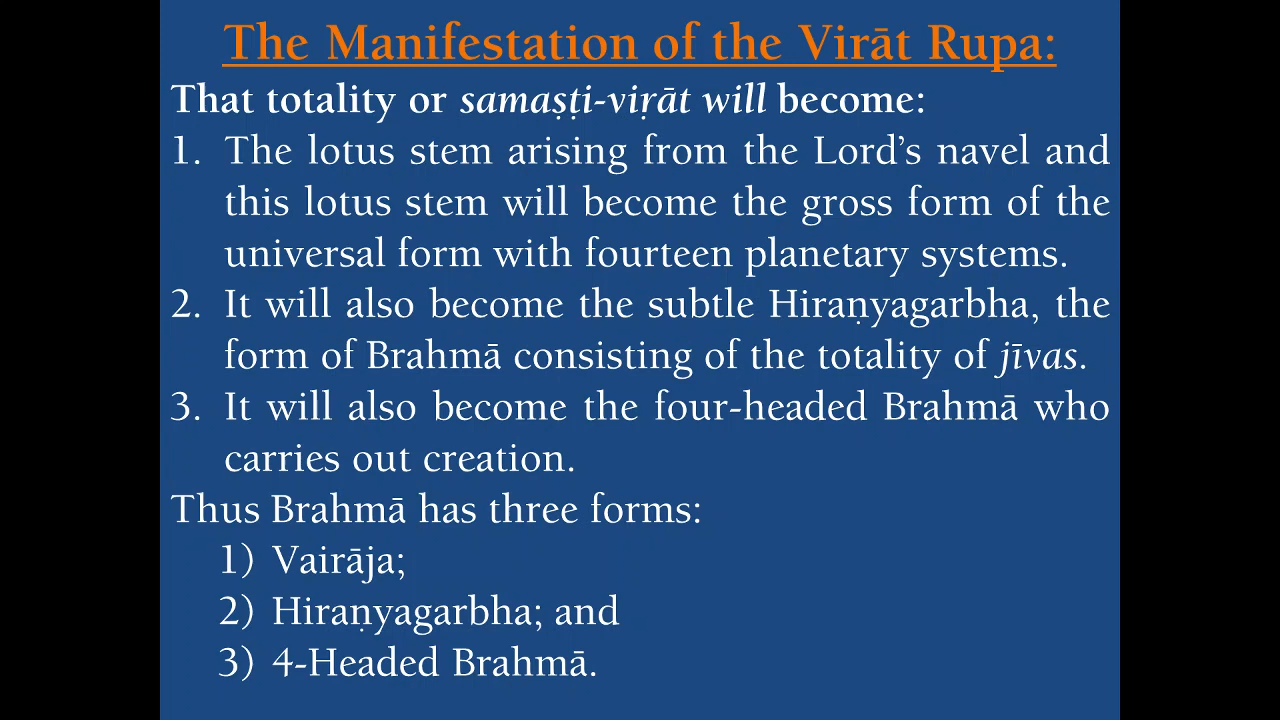 The Manifestation of the Virāt Rupa:
That totality or samaṣṭi-viṛāt will become:
1. The lotus stem arising from the Lord's navel and
this lotus stem will become the gross form of the
universal form with fourteen planetary systems.
2. It will also become the subtle Hiraṇyagarbha, the
form of Brahmā consisting of the totality of jīvas.
3. It will also become the four-headed Brahmā who
carries out creation.
Thus Brahmā has three forms:
1) Vairāja;
2) Hiraṇyagarbha; and
3) 4-Headed Brahmā.